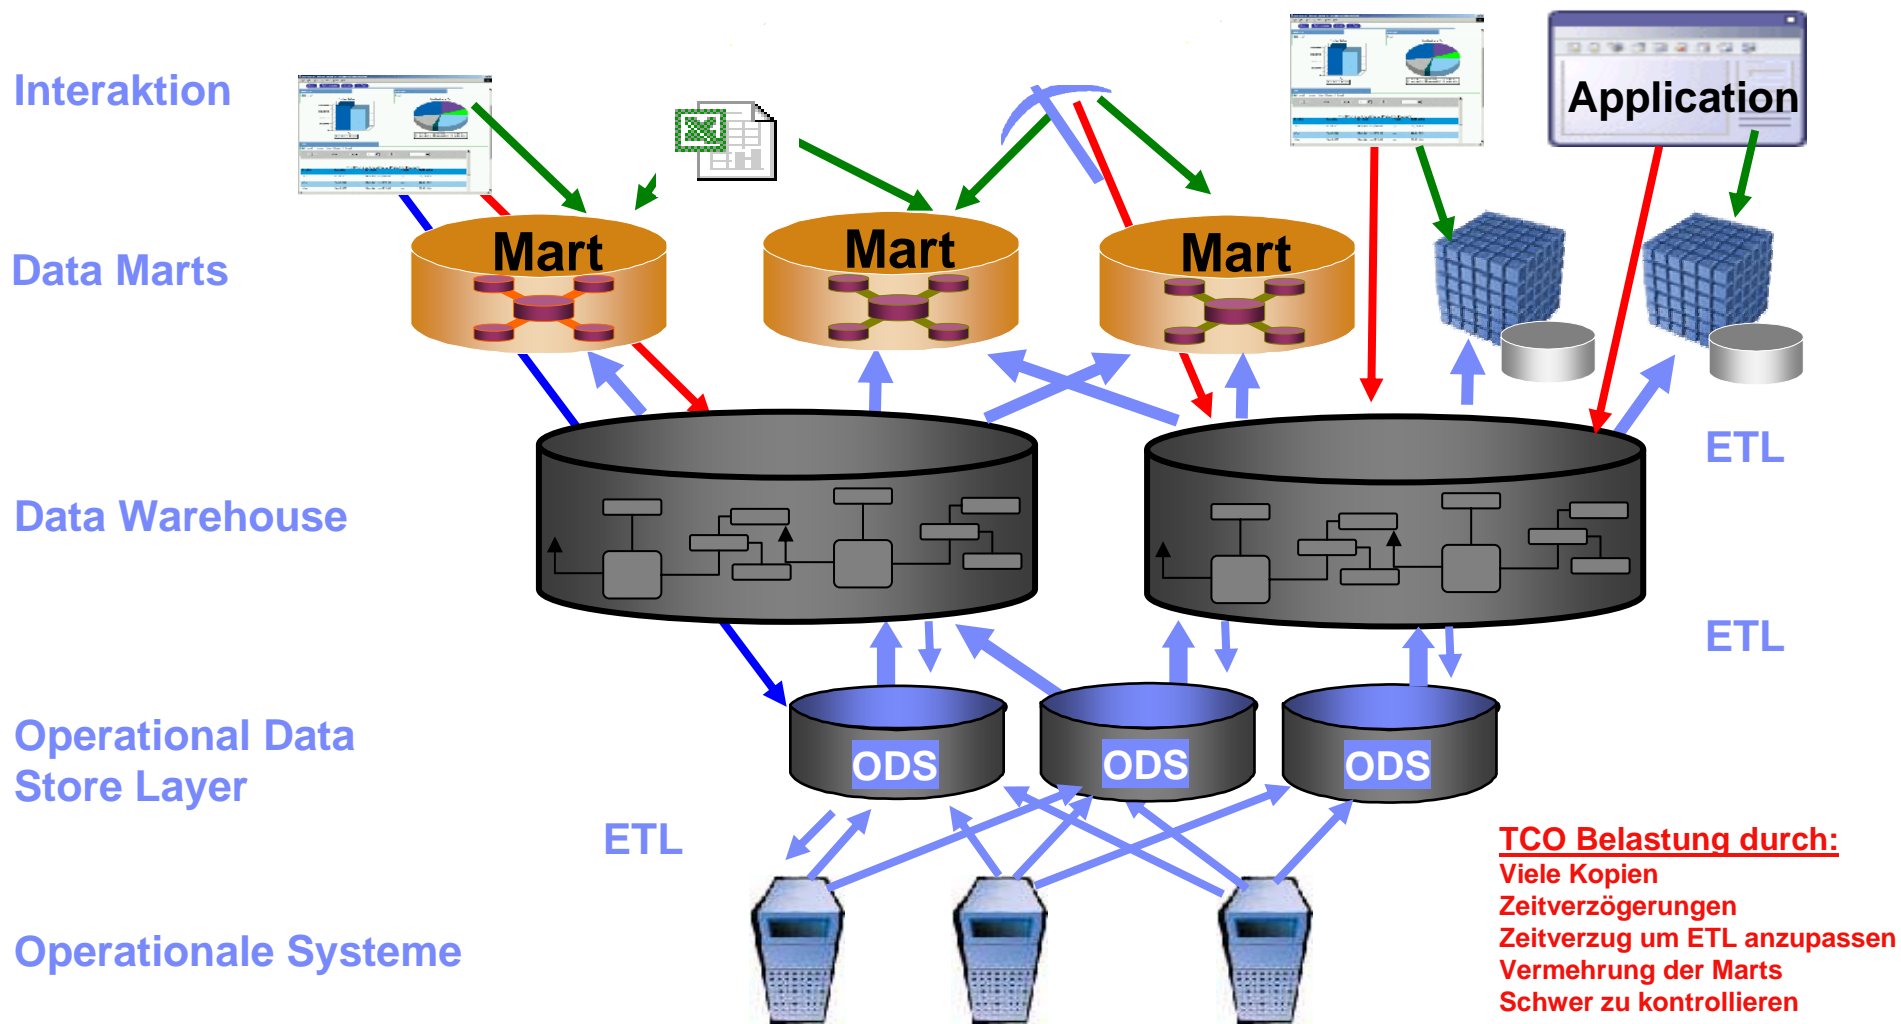 Interaktion
Application
Data Marts
Mart
Mart
Mart
ETL
Data Warehouse
ETL
Operational Data
Store Layer
ODS
ODS
ODS
ETL
Operationale Systeme
TCO Belastung durch:
Viele Kopien
Zeitverzögerungen
Zeitverzug um ETL anzupassen
Vermehrung der Marts
Schwer zu kontrollieren